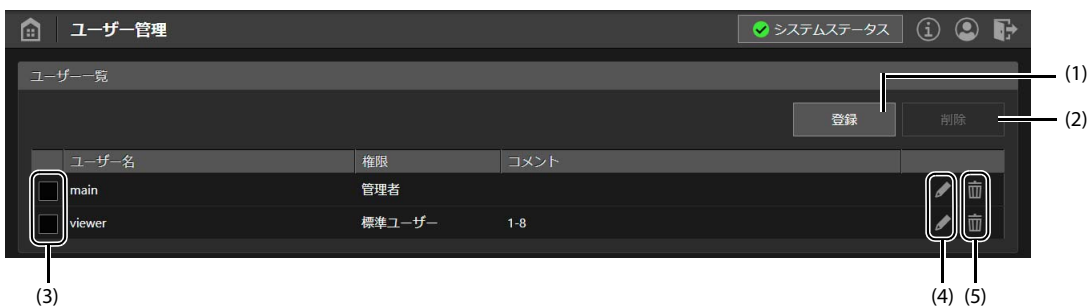 ユーザー管理 システムステータス
ユーザー一覧 (1)
登録 削除 (2)
ユーザー名 権限 コメント
main 管理者
viewer 標準ユーザー 1-8
(3) (4) (5)